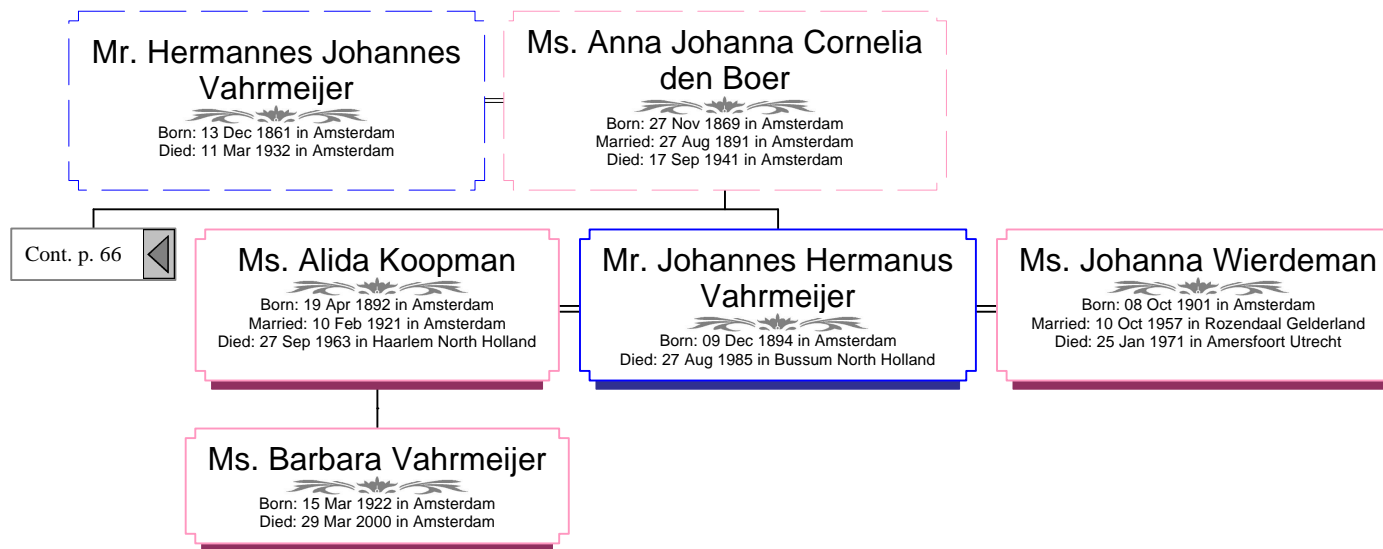 Mr. Hermannes Johannes
Vahrmeijer
Born: 13 Dec 1861 in Amsterdam
Died: 11 Mar 1932 in Amsterdam
Ms. Anna Johanna Cornelia
den Boer
Born: 27 Nov 1869 in Amsterdam
Married: 27 Aug 1891 in Amsterdam
Died: 17 Sep 1941 in Amsterdam
Cont. p. 66
Ms. Alida Koopman
Born: 19 Apr 1892 in Amsterdam
Married: 10 Feb 1921 in Amsterdam
Died: 27 Sep 1963 in Haarlem North Holland
Mr. Johannes Hermanus
Vahrmeijer
Born: 09 Dec 1894 in Amsterdam
Died: 27 Aug 1985 in Bussum North Holland
Ms. Johanna Wierdeman
Born: 08 Oct 1901 in Amsterdam
Married: 10 Oct 1957 in Rozendaal Gelderland
Died: 25 Jan 1971 in Amersfoort Utrecht
Ms. Barbara Vahrmeijer
Born: 15 Mar 1922 in Amsterdam
Died: 29 Mar 2000 in Amsterdam